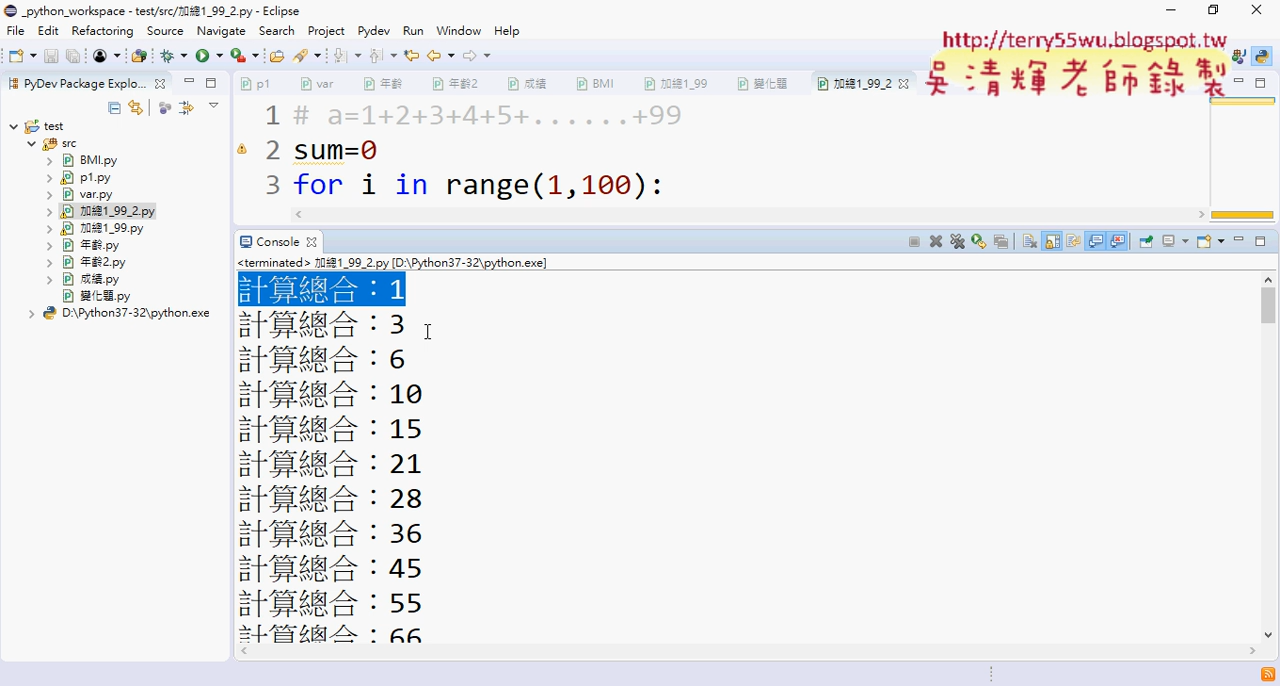 _python_workspace - test/src/加總1_99_2.py - Eclipse
File Edit Refactoring Source Navigate Search Project Pydev Run Window Help
http://terry55wu.blogspot.tw
吳清輝老師錄製
PyDev Package Explo...
p1 var 年齡 年齡2 成績 BMI 加總1_99 變化題 加總1_99_2
test
src
BMI.py
p1.py
var.py
加總1_99_2.py
加總1_99.py
年齡.py
年齡2.py
成績.py
變化題.py
D:\Python37-32\python.exe
1 # a=1+2+3+4+5+......+99
2 sum=0
3 for i in range(1,100):
Console
<terminated> 加總1_99_2.py [D:\Python37-32\python.exe]
計算總合：1
計算總合：3
計算總合：6
計算總合：10
計算總合：15
計算總合：21
計算總合：28
計算總合：36
計算總合：45
計算總合：55
計算總合：66